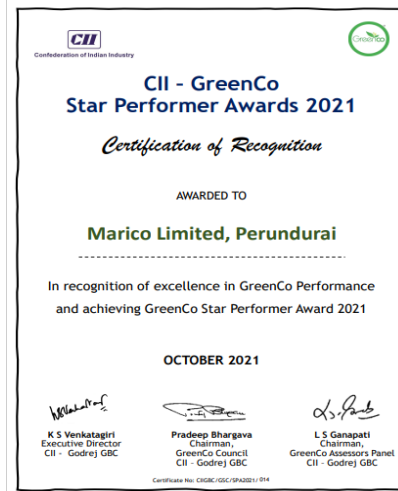 CII
Confederation of Indian Industry
GreenCo
CII - GreenCo
Star Performer Awards 2021
Certification of Recognition
AWARDED TO
Marico Limited, Perundurai
In recognition of excellence in GreenCo Performance
and achieving GreenCo Star Performer Award 2021
OCTOBER 2021
K S Venkatagiri
Executive Director
CII - Godrej GBC
Pradeep Bhargava
Chairman,
GreenCo Council
CII - Godrej GBC
L S Ganapati
Chairman,
GreenCo Assessors Panel
CII - Godrej GBC
Certificate No: CIIGBC/GSC/SPA2021/ 014